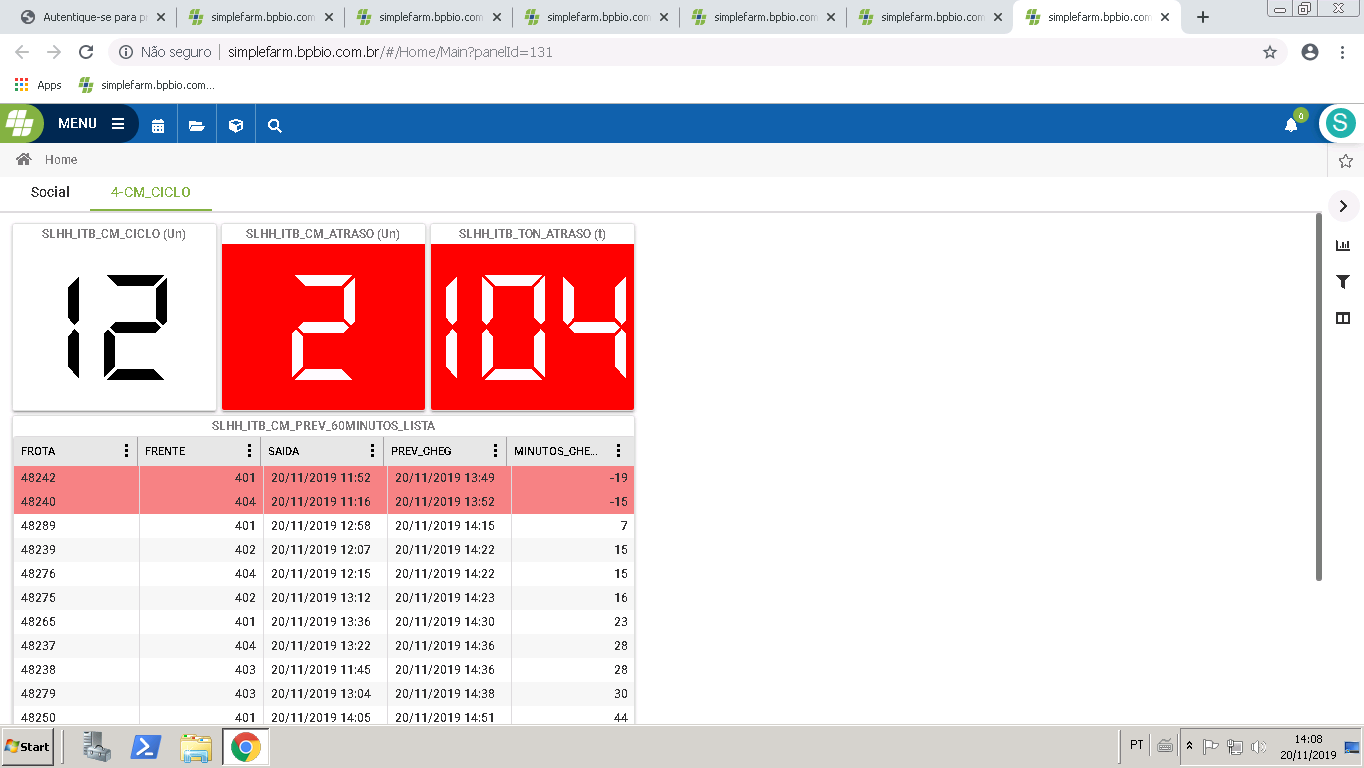 Autentique-se para pr
simplefarm.bpbio.com.
simplefarm.bpbio.com.
simplefarm.bpbio.com.
simplefarm.bpbio.com.
simplefarm.bpbio.com.
simplefarm.bpbio.com
Não seguro | simplefarm.bpbio.com.br/#/Home/Main?panelId=131
Apps simplefarm.bpbio.com...
MENU
0
S
Home
Social 4-CM_CICLO
SLHH_ITB_CM_CICLO (Un) SLHH_ITB_CM_ATRASO (Un) SLHH_ITB_TON_ATRASO (t)
12 2 104
SLHH_ITB_CM_PREV_60MINUTOS_LISTA
FROTA FRENTE SAIDA PREV_CHEG MINUTOS_CHE...
48242 401 20/11/2019 11:52 20/11/2019 13:49 -19
48240 404 20/11/2019 11:16 20/11/2019 13:52 -15
48289 401 20/11/2019 12:58 20/11/2019 14:15 7
48239 402 20/11/2019 12:07 20/11/2019 14:22 15
48276 404 20/11/2019 12:15 20/11/2019 14:22 15
48275 402 20/11/2019 13:12 20/11/2019 14:23 16
48265 401 20/11/2019 13:36 20/11/2019 14:30 23
48237 404 20/11/2019 13:22 20/11/2019 14:36 28
48238 403 20/11/2019 11:45 20/11/2019 14:36 28
48279 403 20/11/2019 13:04 20/11/2019 14:38 30
48250 401 20/11/2019 14:05 20/11/2019 14:51 44
Start
PT
14:08
20/11/2019